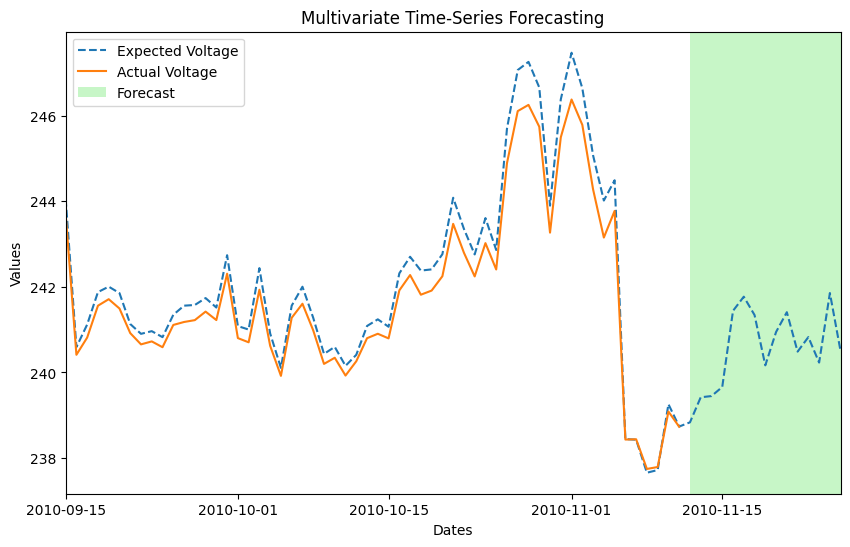 Multivariate Time-Series Forecasting
Expected Voltage
Actual Voltage
Forecast
Values
246
244
242
240
238
2010-09-15
2010-10-01
2010-10-15
2010-11-01
2010-11-15
Dates